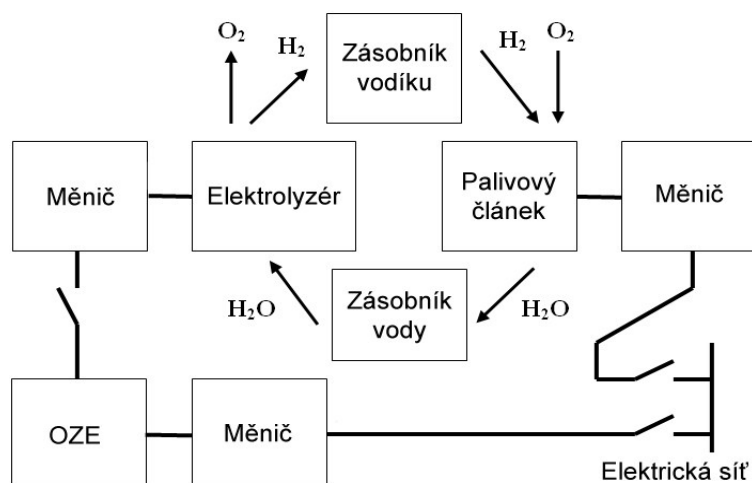 O₂
H₂
Zásobník
vodíku
H₂
O₂
Měnič
Elektrolyzér
Palivový
článek
Měnič
H₂O
Zásobník
vody
H₂O
OZE
Měnič
Elektrická síť